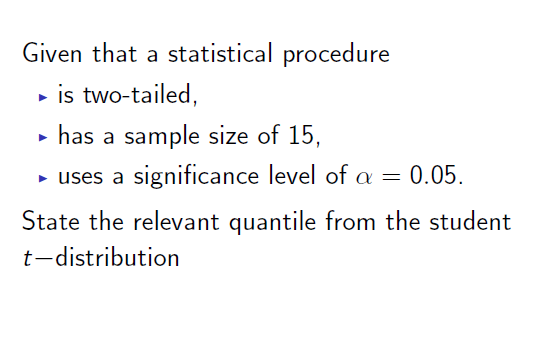 Given that a statistical procedure
▶ is two-tailed,
▶ has a sample size of 15,
▶ uses a significance level of α = 0.05.
State the relevant quantile from the student
t−distribution